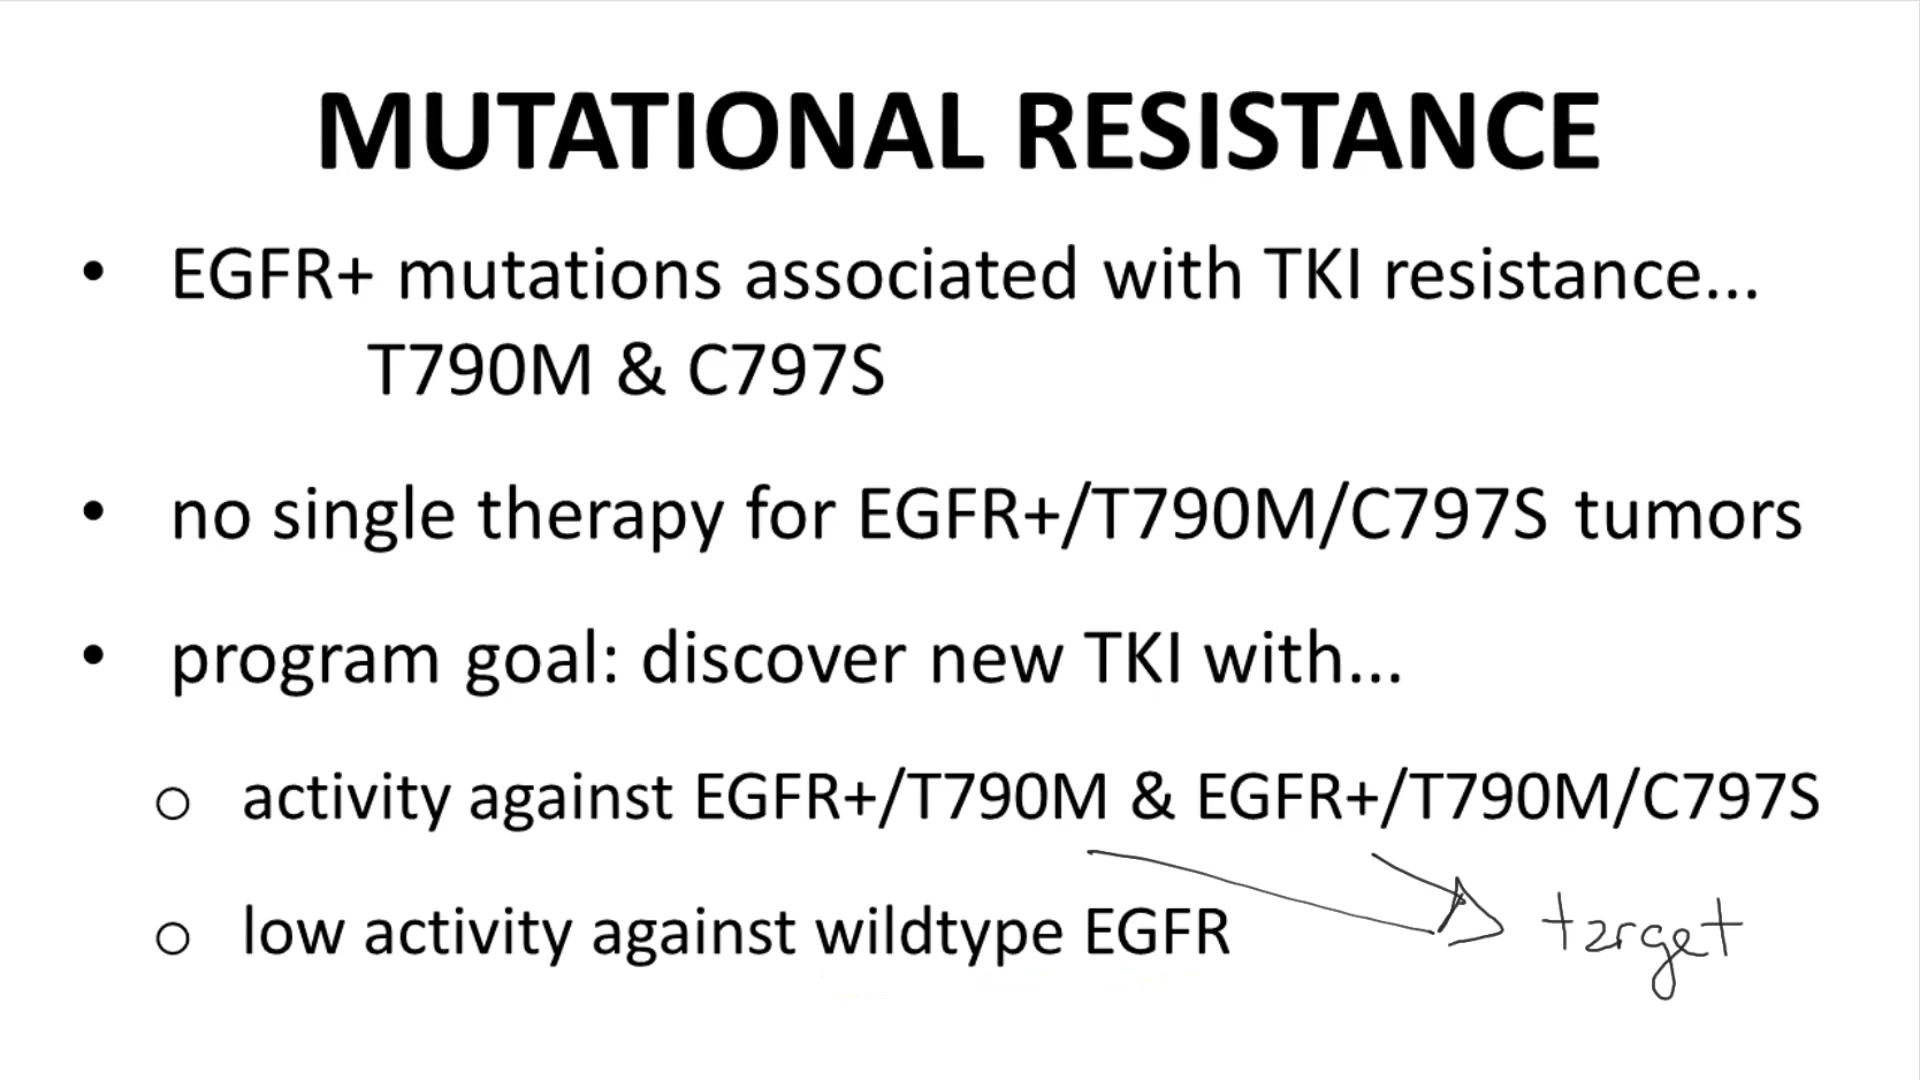 MUTATIONAL RESISTANCE
• EGFR+ mutations associated with TKI resistance...
T790M & C797S
• no single therapy for EGFR+/T790M/C797S tumors
• program goal: discover new TKI with...
o activity against EGFR+/T790M & EGFR+/T790M/C797S
o low activity against wildtype EGFR
target